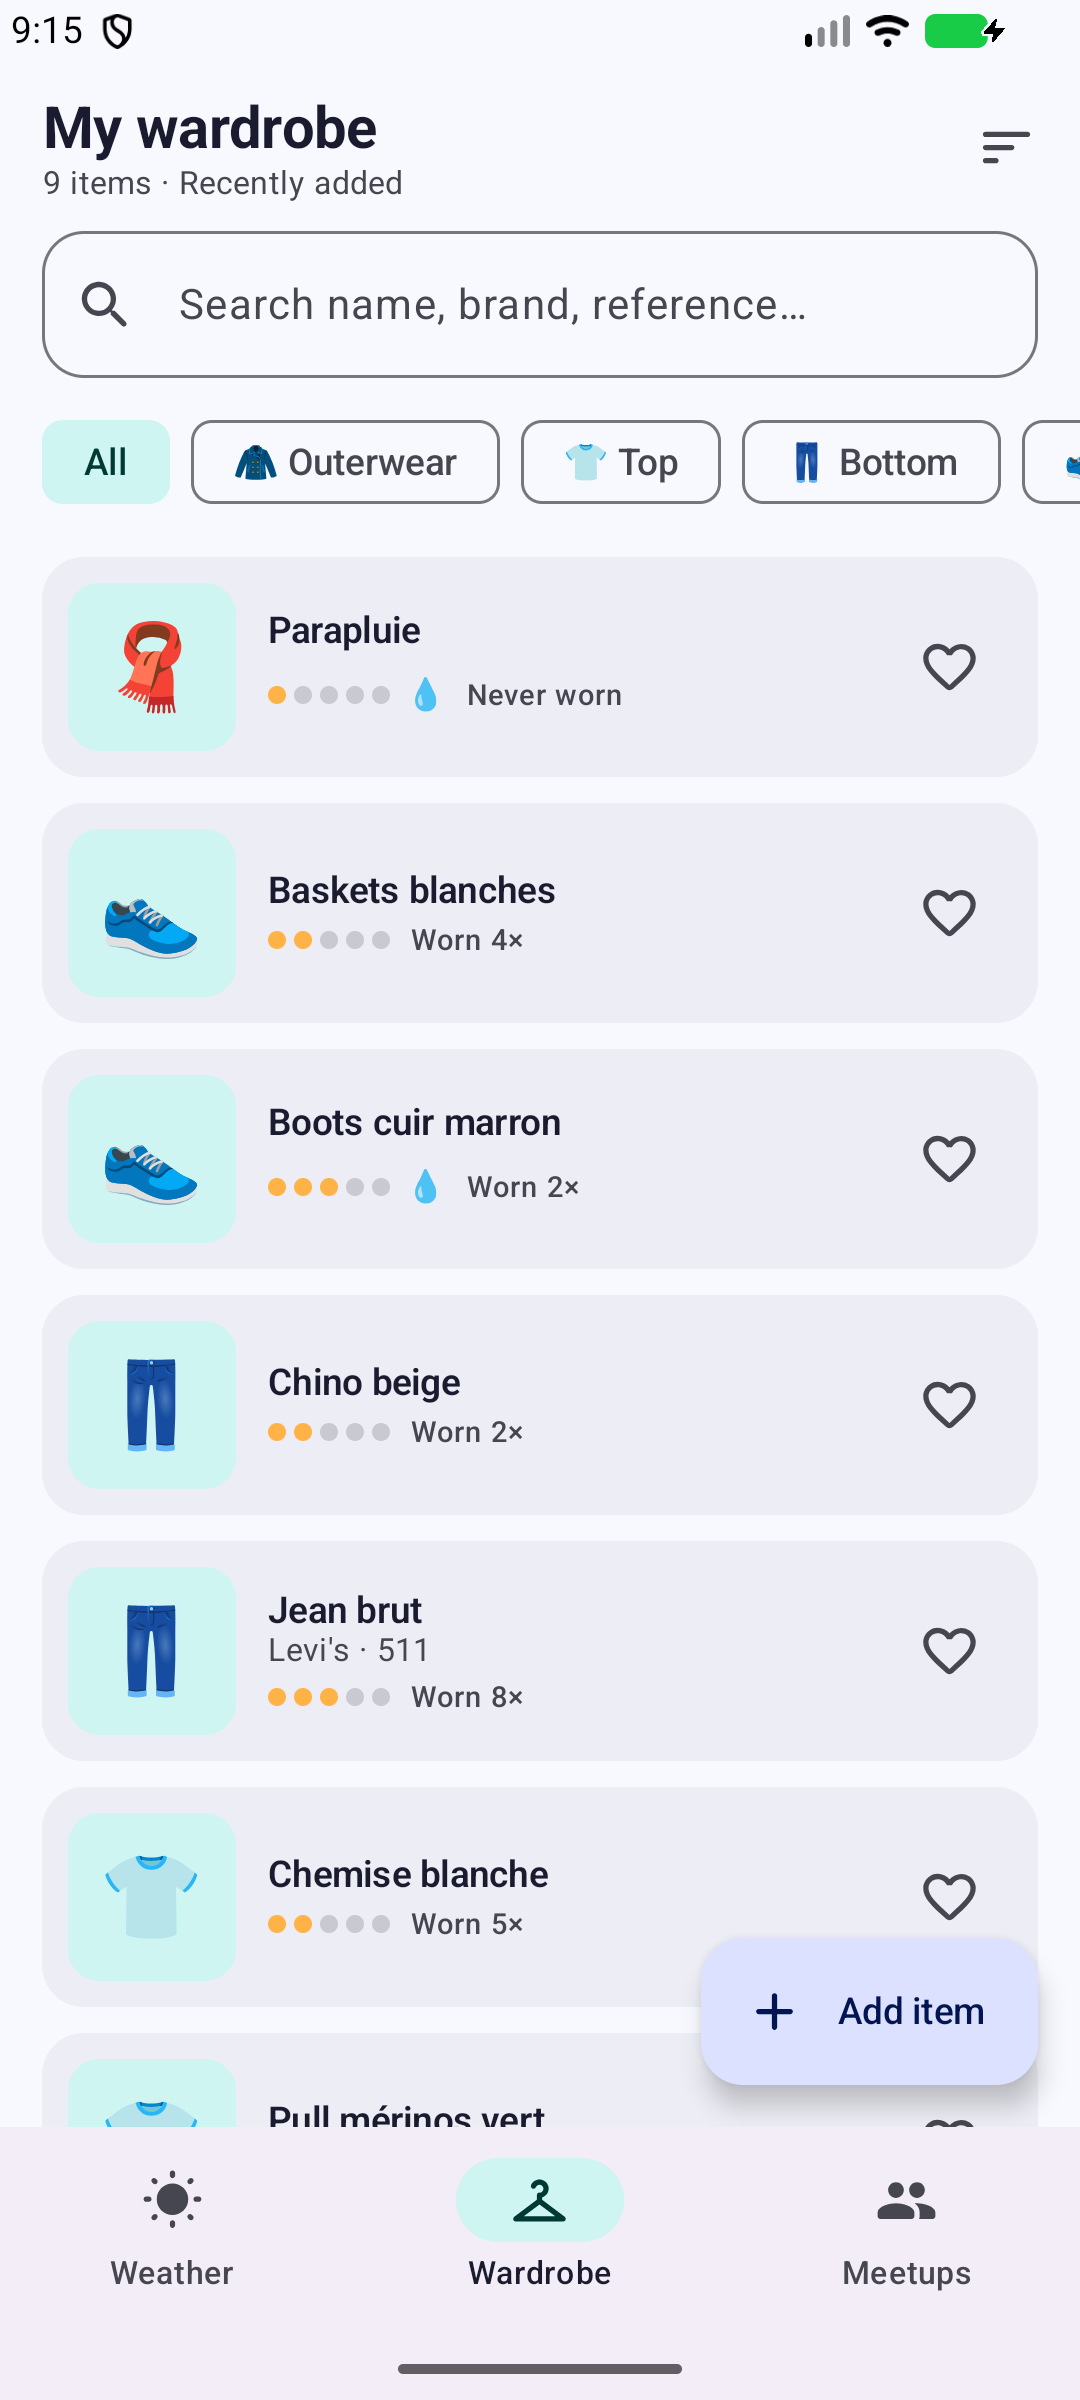 9:15
My wardrobe
9 items · Recently added
Search name, brand, reference…
All
Outerwear
Top
Bottom
Parapluie
Never worn
Baskets blanches
Worn 4×
Boots cuir marron
Worn 2×
Chino beige
Worn 2×
Jean brut
Levi's · 511
Worn 8×
Chemise blanche
Worn 5×
Add item
Pull mérinos vert
Weather
Wardrobe
Meetups